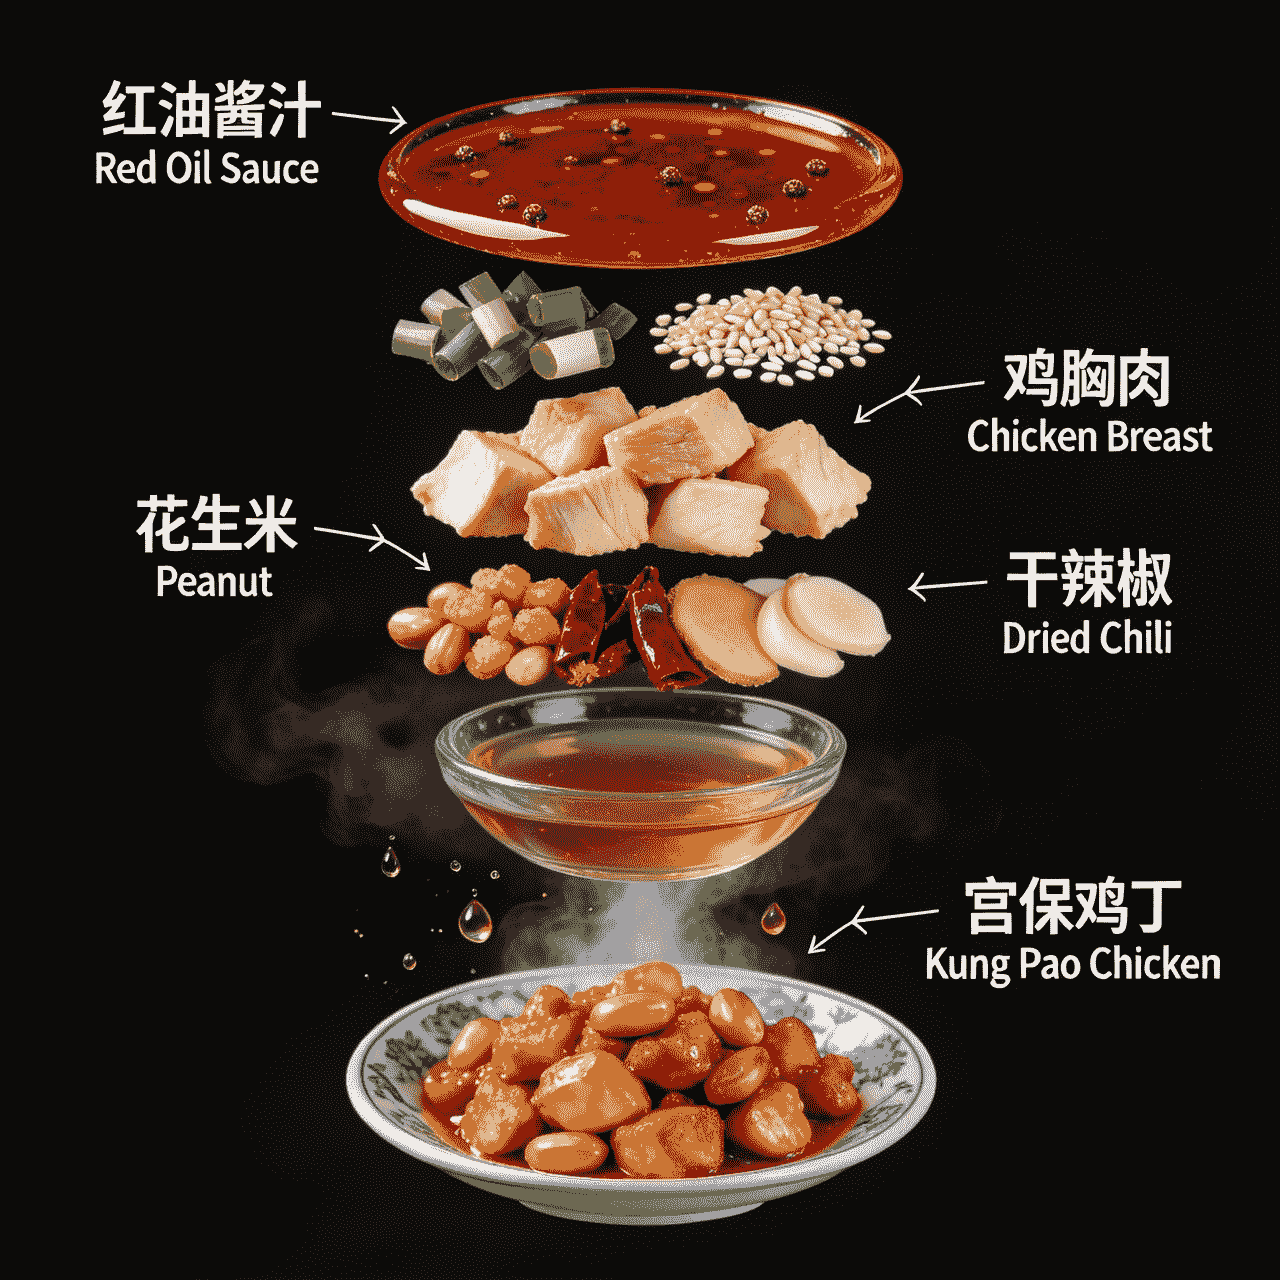 红油酱汁
Red Oil Sauce
鸡胸肉
Chicken Breast
花生米
Peanut
干辣椒
Dried Chili
宫保鸡丁
Kung Pao Chicken